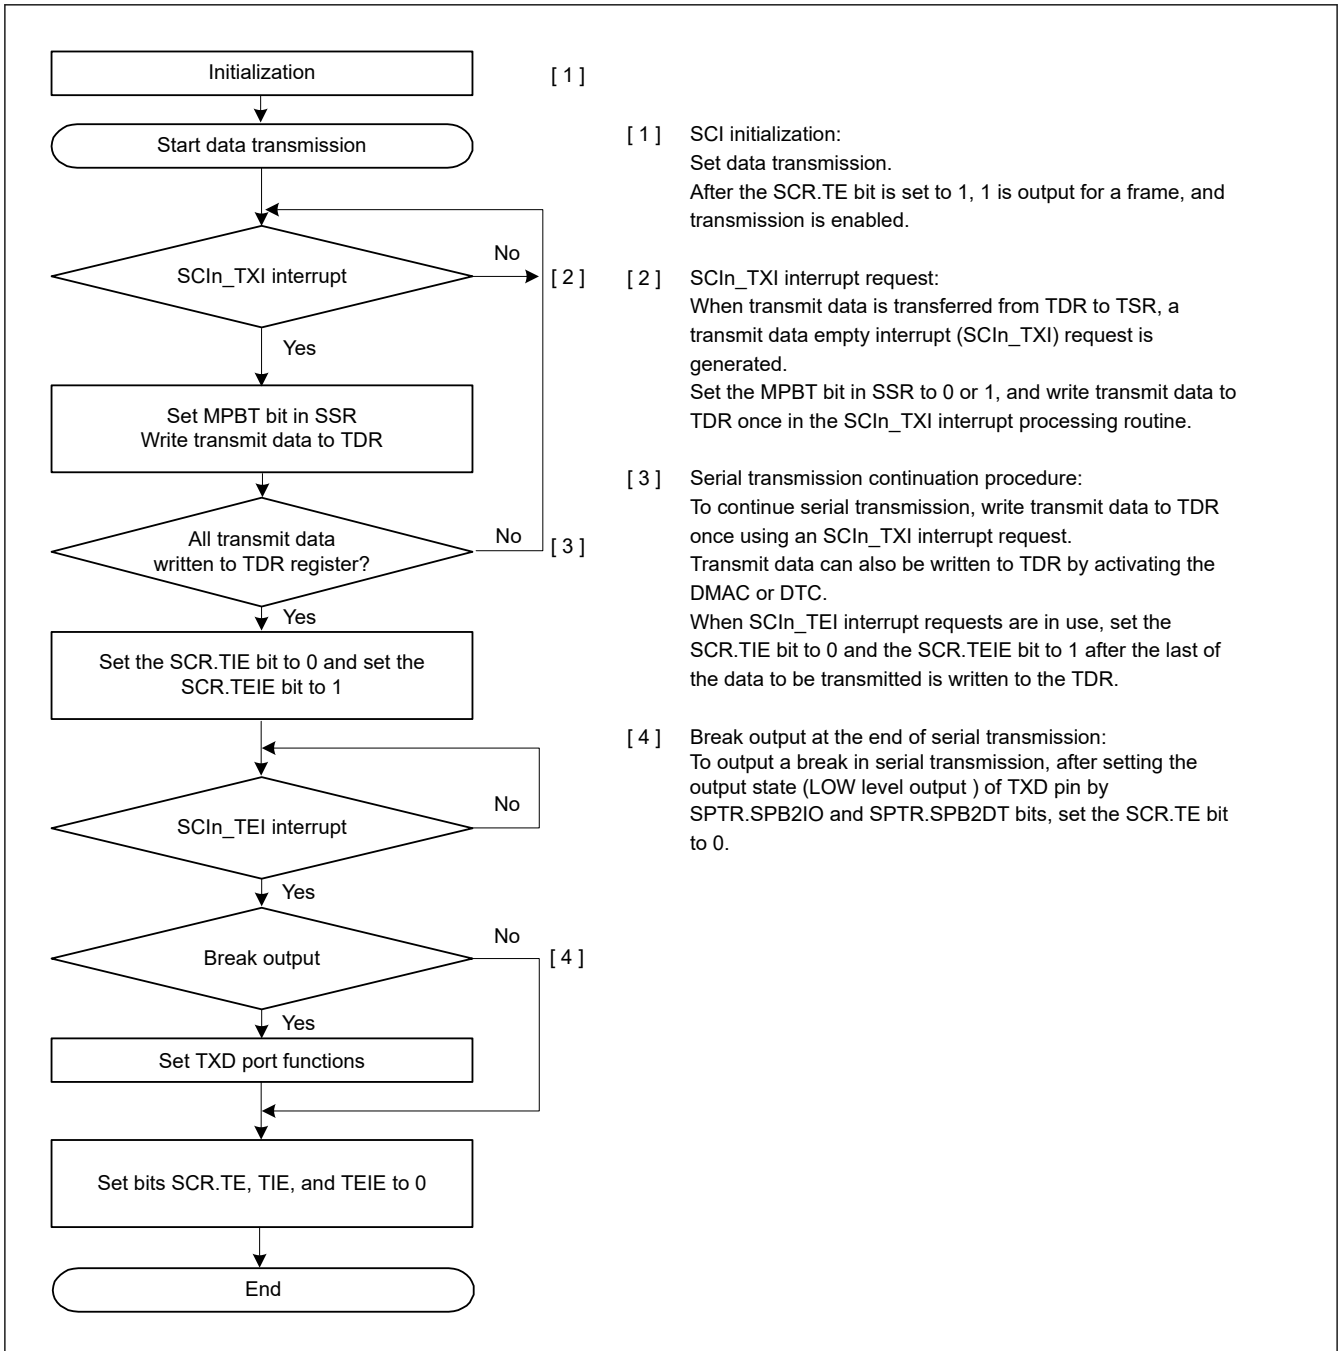 Initialization
[ 1 ]
Start data transmission
SCIn_TXI interrupt
No
[ 2 ]
Yes
Set MPBT bit in SSR
Write transmit data to TDR
All transmit data
written to TDR register?
No
[ 3 ]
Yes
Set the SCR.TIE bit to 0 and set the
SCR.TEIE bit to 1
SCIn_TEI interrupt
No
Yes
Break output
No
[ 4 ]
Yes
Set TXD port functions
Set bits SCR.TE, TIE, and TEIE to 0
End
[ 1 ] SCI initialization:
Set data transmission.
After the SCR.TE bit is set to 1, 1 is output for a frame, and
transmission is enabled.
[ 2 ] SCIn_TXI interrupt request:
When transmit data is transferred from TDR to TSR, a
transmit data empty interrupt (SCIn_TXI) request is
generated.
Set the MPBT bit in SSR to 0 or 1, and write transmit data to
TDR once in the SCIn_TXI interrupt processing routine.
[ 3 ] Serial transmission continuation procedure:
To continue serial transmission, write transmit data to TDR
once using an SCIn_TXI interrupt request.
Transmit data can also be written to TDR by activating the
DMAC or DTC.
When SCIn_TEI interrupt requests are in use, set the
SCR.TIE bit to 0 and the SCR.TEIE bit to 1 after the last of
the data to be transmitted is written to the TDR.
[ 4 ] Break output at the end of serial transmission:
To output a break in serial transmission, after setting the
output state (LOW level output ) of TXD pin by
SPTR.SPB2IO and SPTR.SPB2DT bits, set the SCR.TE bit
to 0.